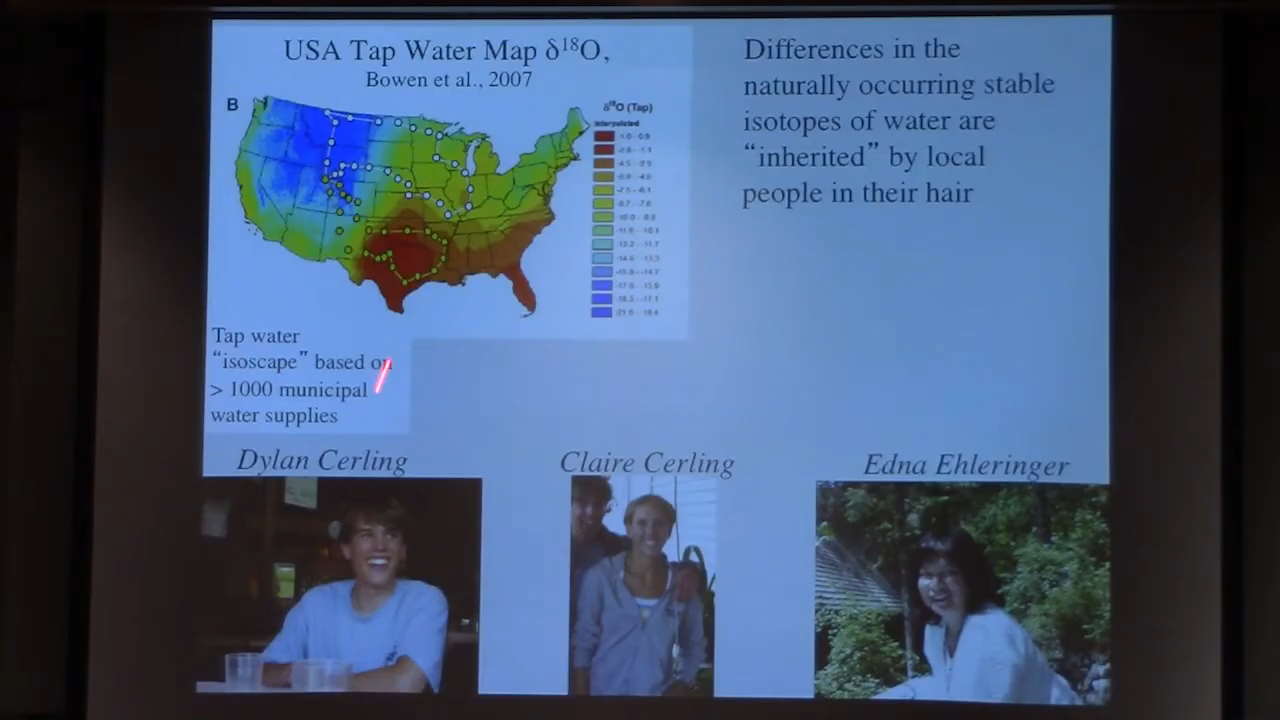 USA Tap Water Map δ¹⁸O,
Bowen et al., 2007
B
δ¹⁸O (Tap)
Interpolated
Differences in the
naturally occurring stable
isotopes of water are
“inherited” by local
people in their hair
Tap water
“isoscape” based on
> 1000 municipal
water supplies
Dylan Cerling
Claire Cerling
Edna Ehleringer